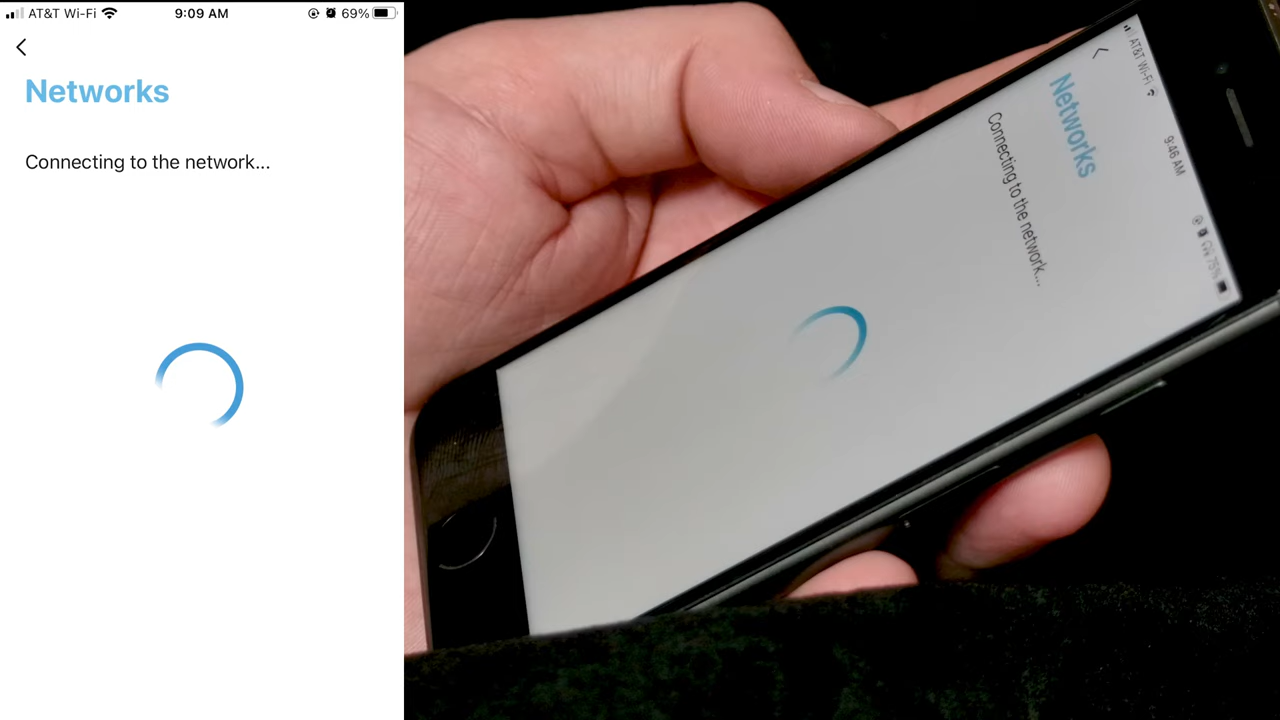 AT&T Wi-Fi 9:09 AM 69%
Networks
Connecting to the network...
AT&T Wi-Fi 9:46 AM 75%
Networks
Connecting to the network...